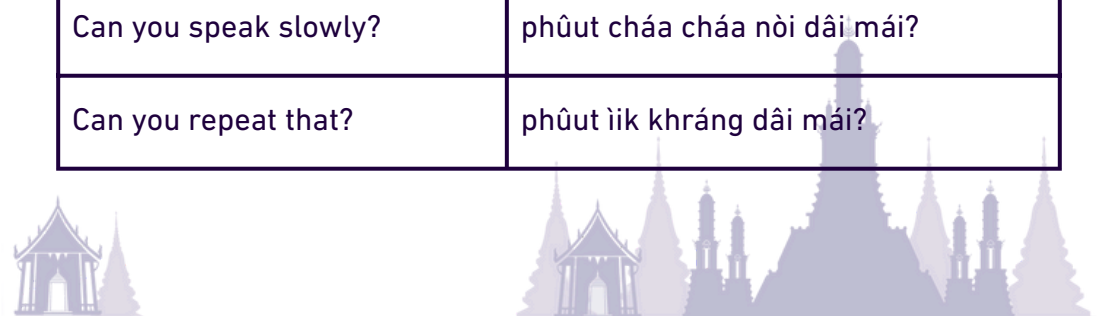 Can you speak slowly? phûut cháa cháa nòi dâi mái?
Can you repeat that? phûut ìik khráng dâi mái?